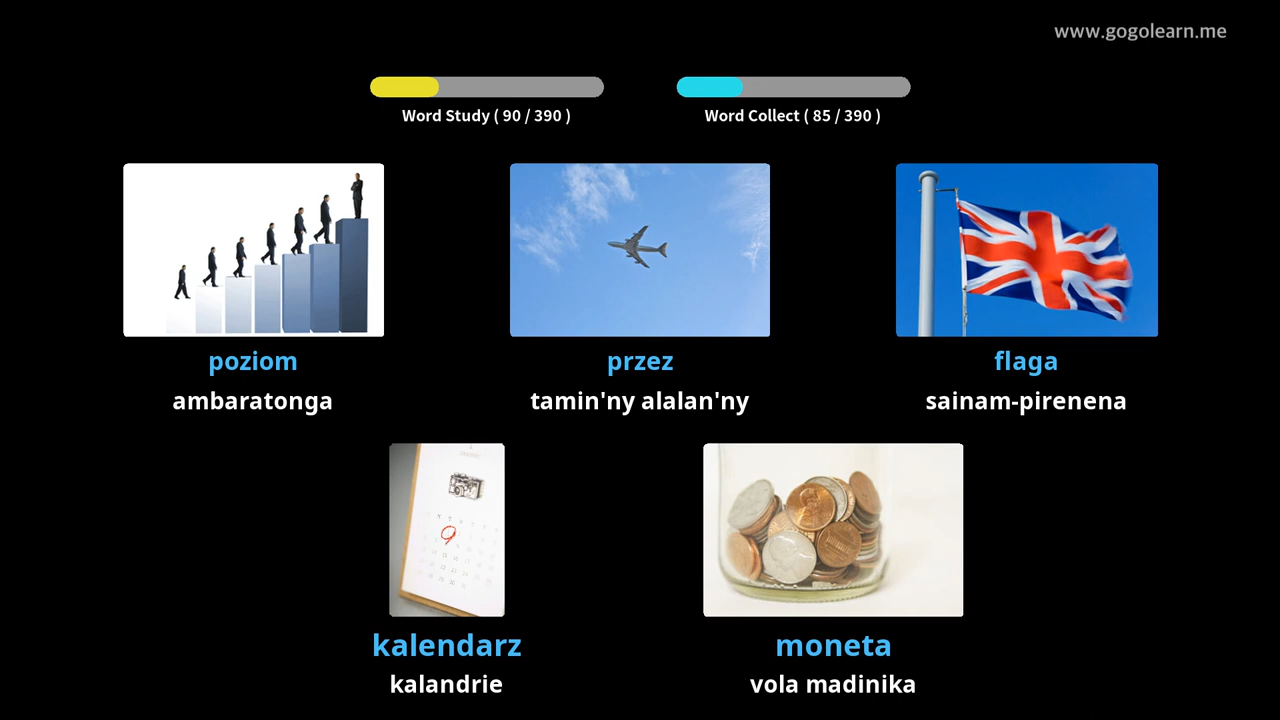 www.gogolearn.me
Word Study ( 90 / 390 )
Word Collect ( 85 / 390 )
poziom
ambaratonga
przez
tamin'ny alalan'ny
flaga
sainam-pirenena
kalendarz
kalandrie
moneta
vola madinika